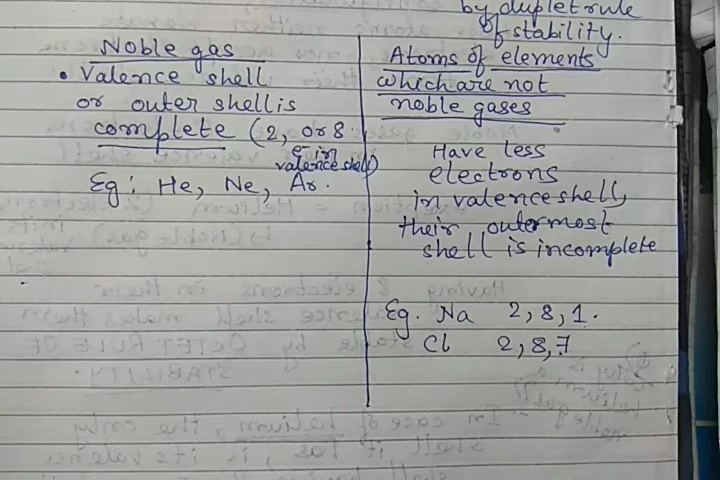 by duplet rule
of stability.
Noble gas
• Valence shell
or outer shell is
complete (2, or 8
e- in
valence shell)
Eg: He, Ne, Ar.
Atoms of elements
which are not
noble gases
Have less
electrons
in valence shell,
their outermost
shell is incomplete
Eg. Na 2, 8, 1.
Cl 2, 8, 7